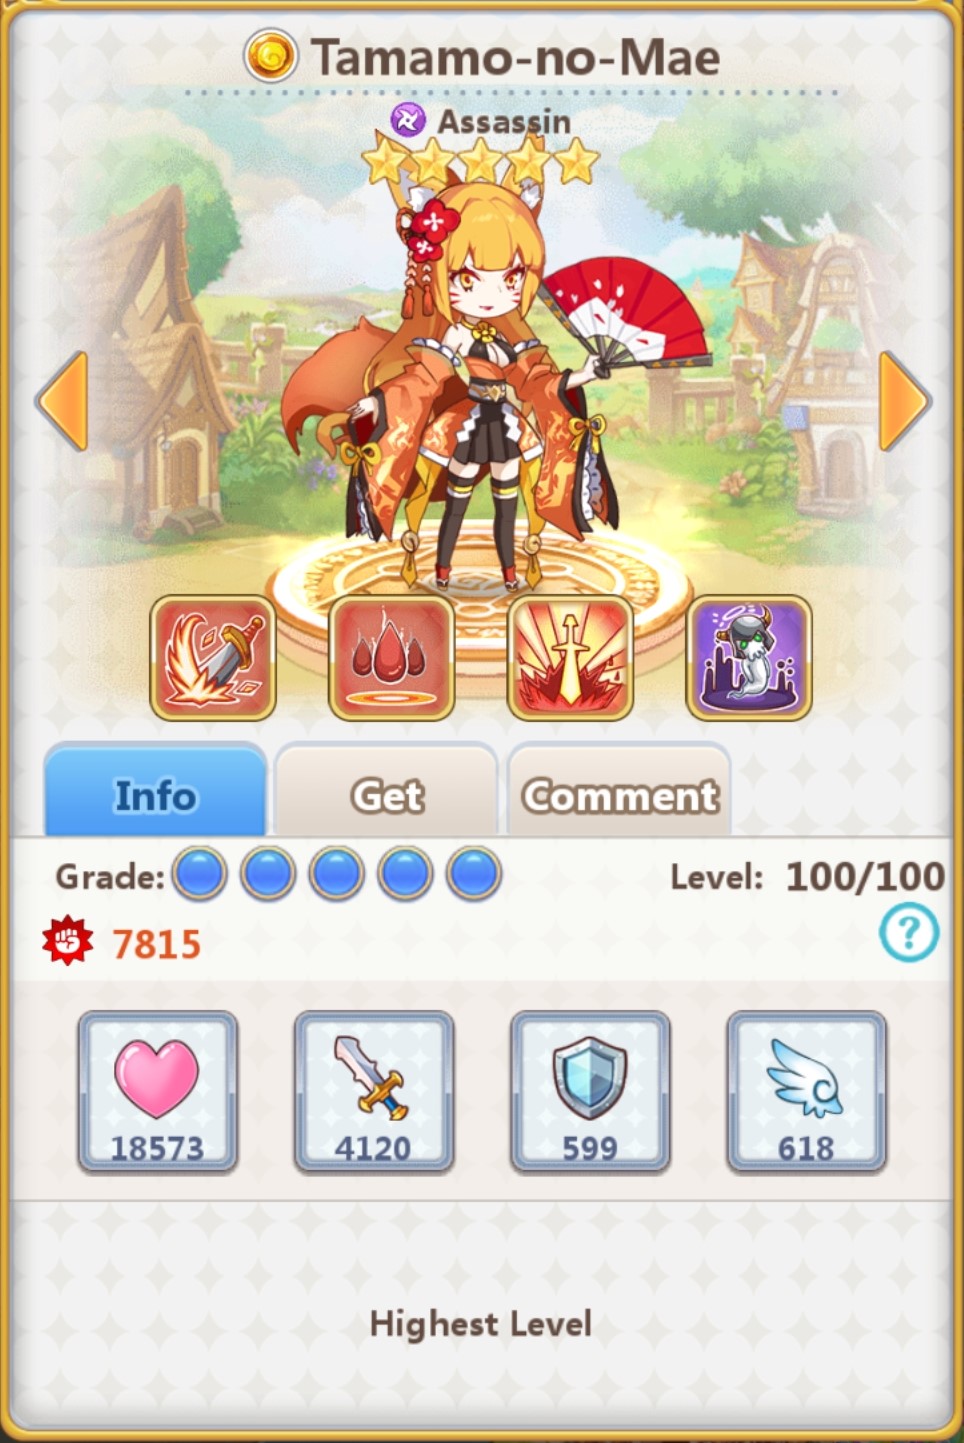 Tamamo-no-Mae
Assassin
Info
Get
Comment
Grade:
Level: 100/100
7815
?
18573
4120
599
618
Highest Level